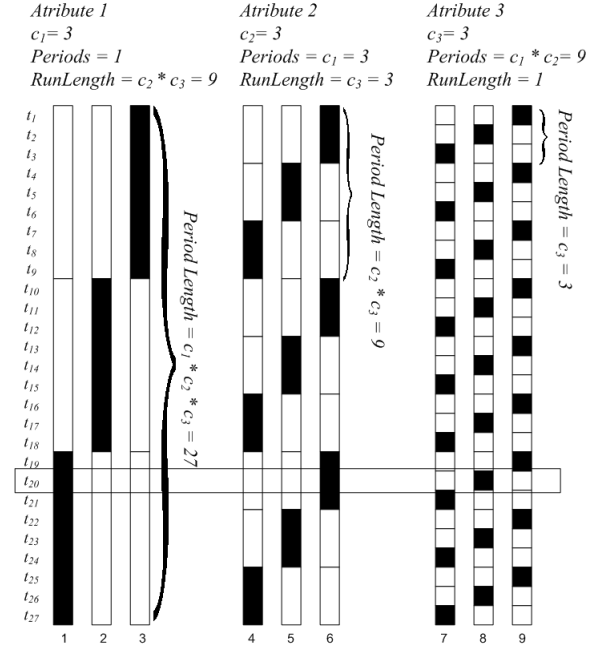 Atribute 1
c1= 3
Periods = 1
RunLength = c2 * c3 = 9
Atribute 2
c2= 3
Periods = c1 = 3
RunLength = c3 = 3
Atribute 3
c3= 3
Periods = c1 * c2= 9
RunLength = 1
t1
t2
t3
t4
t5
t6
t7
t8
t9
t10
t11
t12
t13
t14
t15
t16
t17
t18
t19
t20
t21
t22
t23
t24
t25
t26
t27
Period Length = c1 * c2 * c3 = 27
Period Length = c2 * c3 = 9
Period Length = c3 = 3
1 2 3 4 5 6 7 8 9